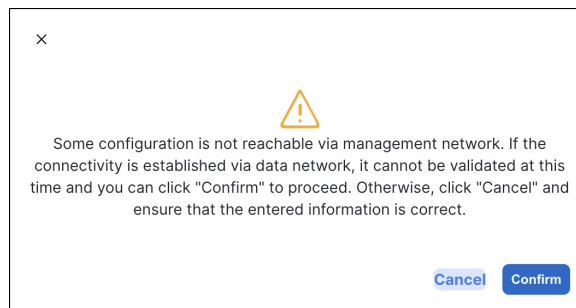 Some configuration is not reachable via management network. If the
connectivity is established via data network, it cannot be validated at this
time and you can click "Confirm" to proceed. Otherwise, click "Cancel" and
ensure that the entered information is correct.
Cancel Confirm